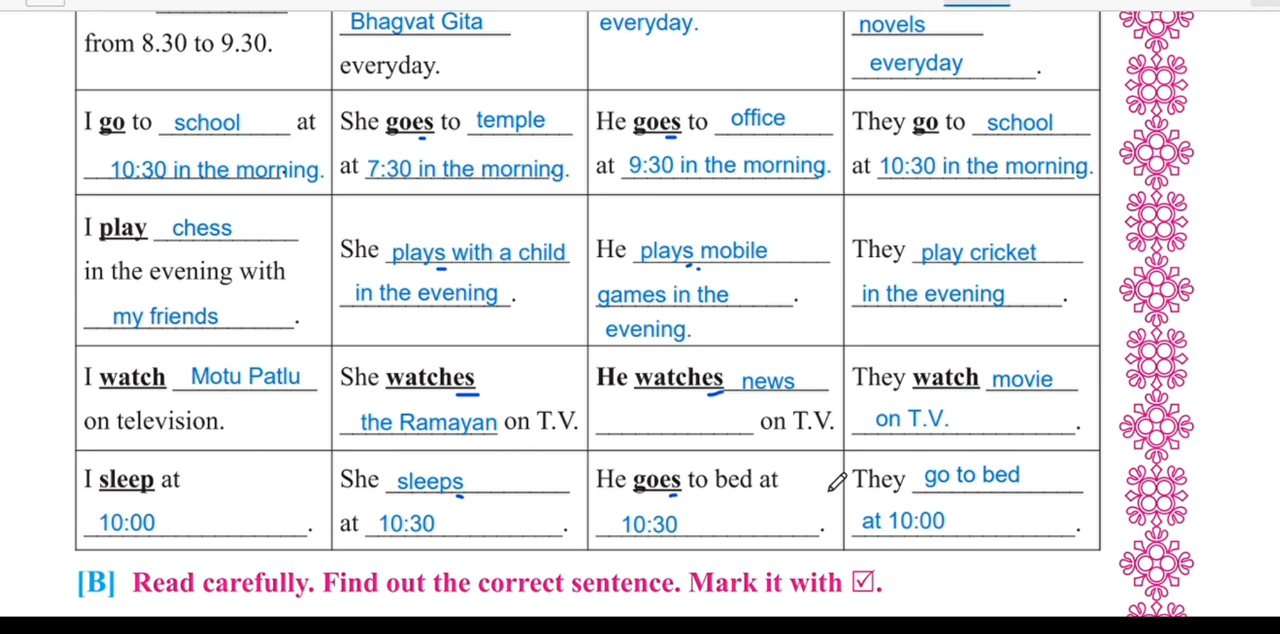 from 8.30 to 9.30.
Bhagvat Gita
everyday.
everyday.
novels
everyday.
I go to school at
10:30 in the morning.
She goes to temple
at 7:30 in the morning.
He goes to office
at 9:30 in the morning.
They go to school
at 10:30 in the morning.
I play chess
in the evening with
my friends.
She plays with a child
in the evening.
He plays mobile
games in the.
evening.
They play cricket
in the evening.
I watch Motu Patlu
on television.
She watches
the Ramayan on T.V.
He watches news
on T.V.
They watch movie
on T.V..
I sleep at
10:00.
She sleeps
at 10:30.
He goes to bed at
10:30.
They go to bed
at 10:00.
[B] Read carefully. Find out the correct sentence. Mark it with ☑.